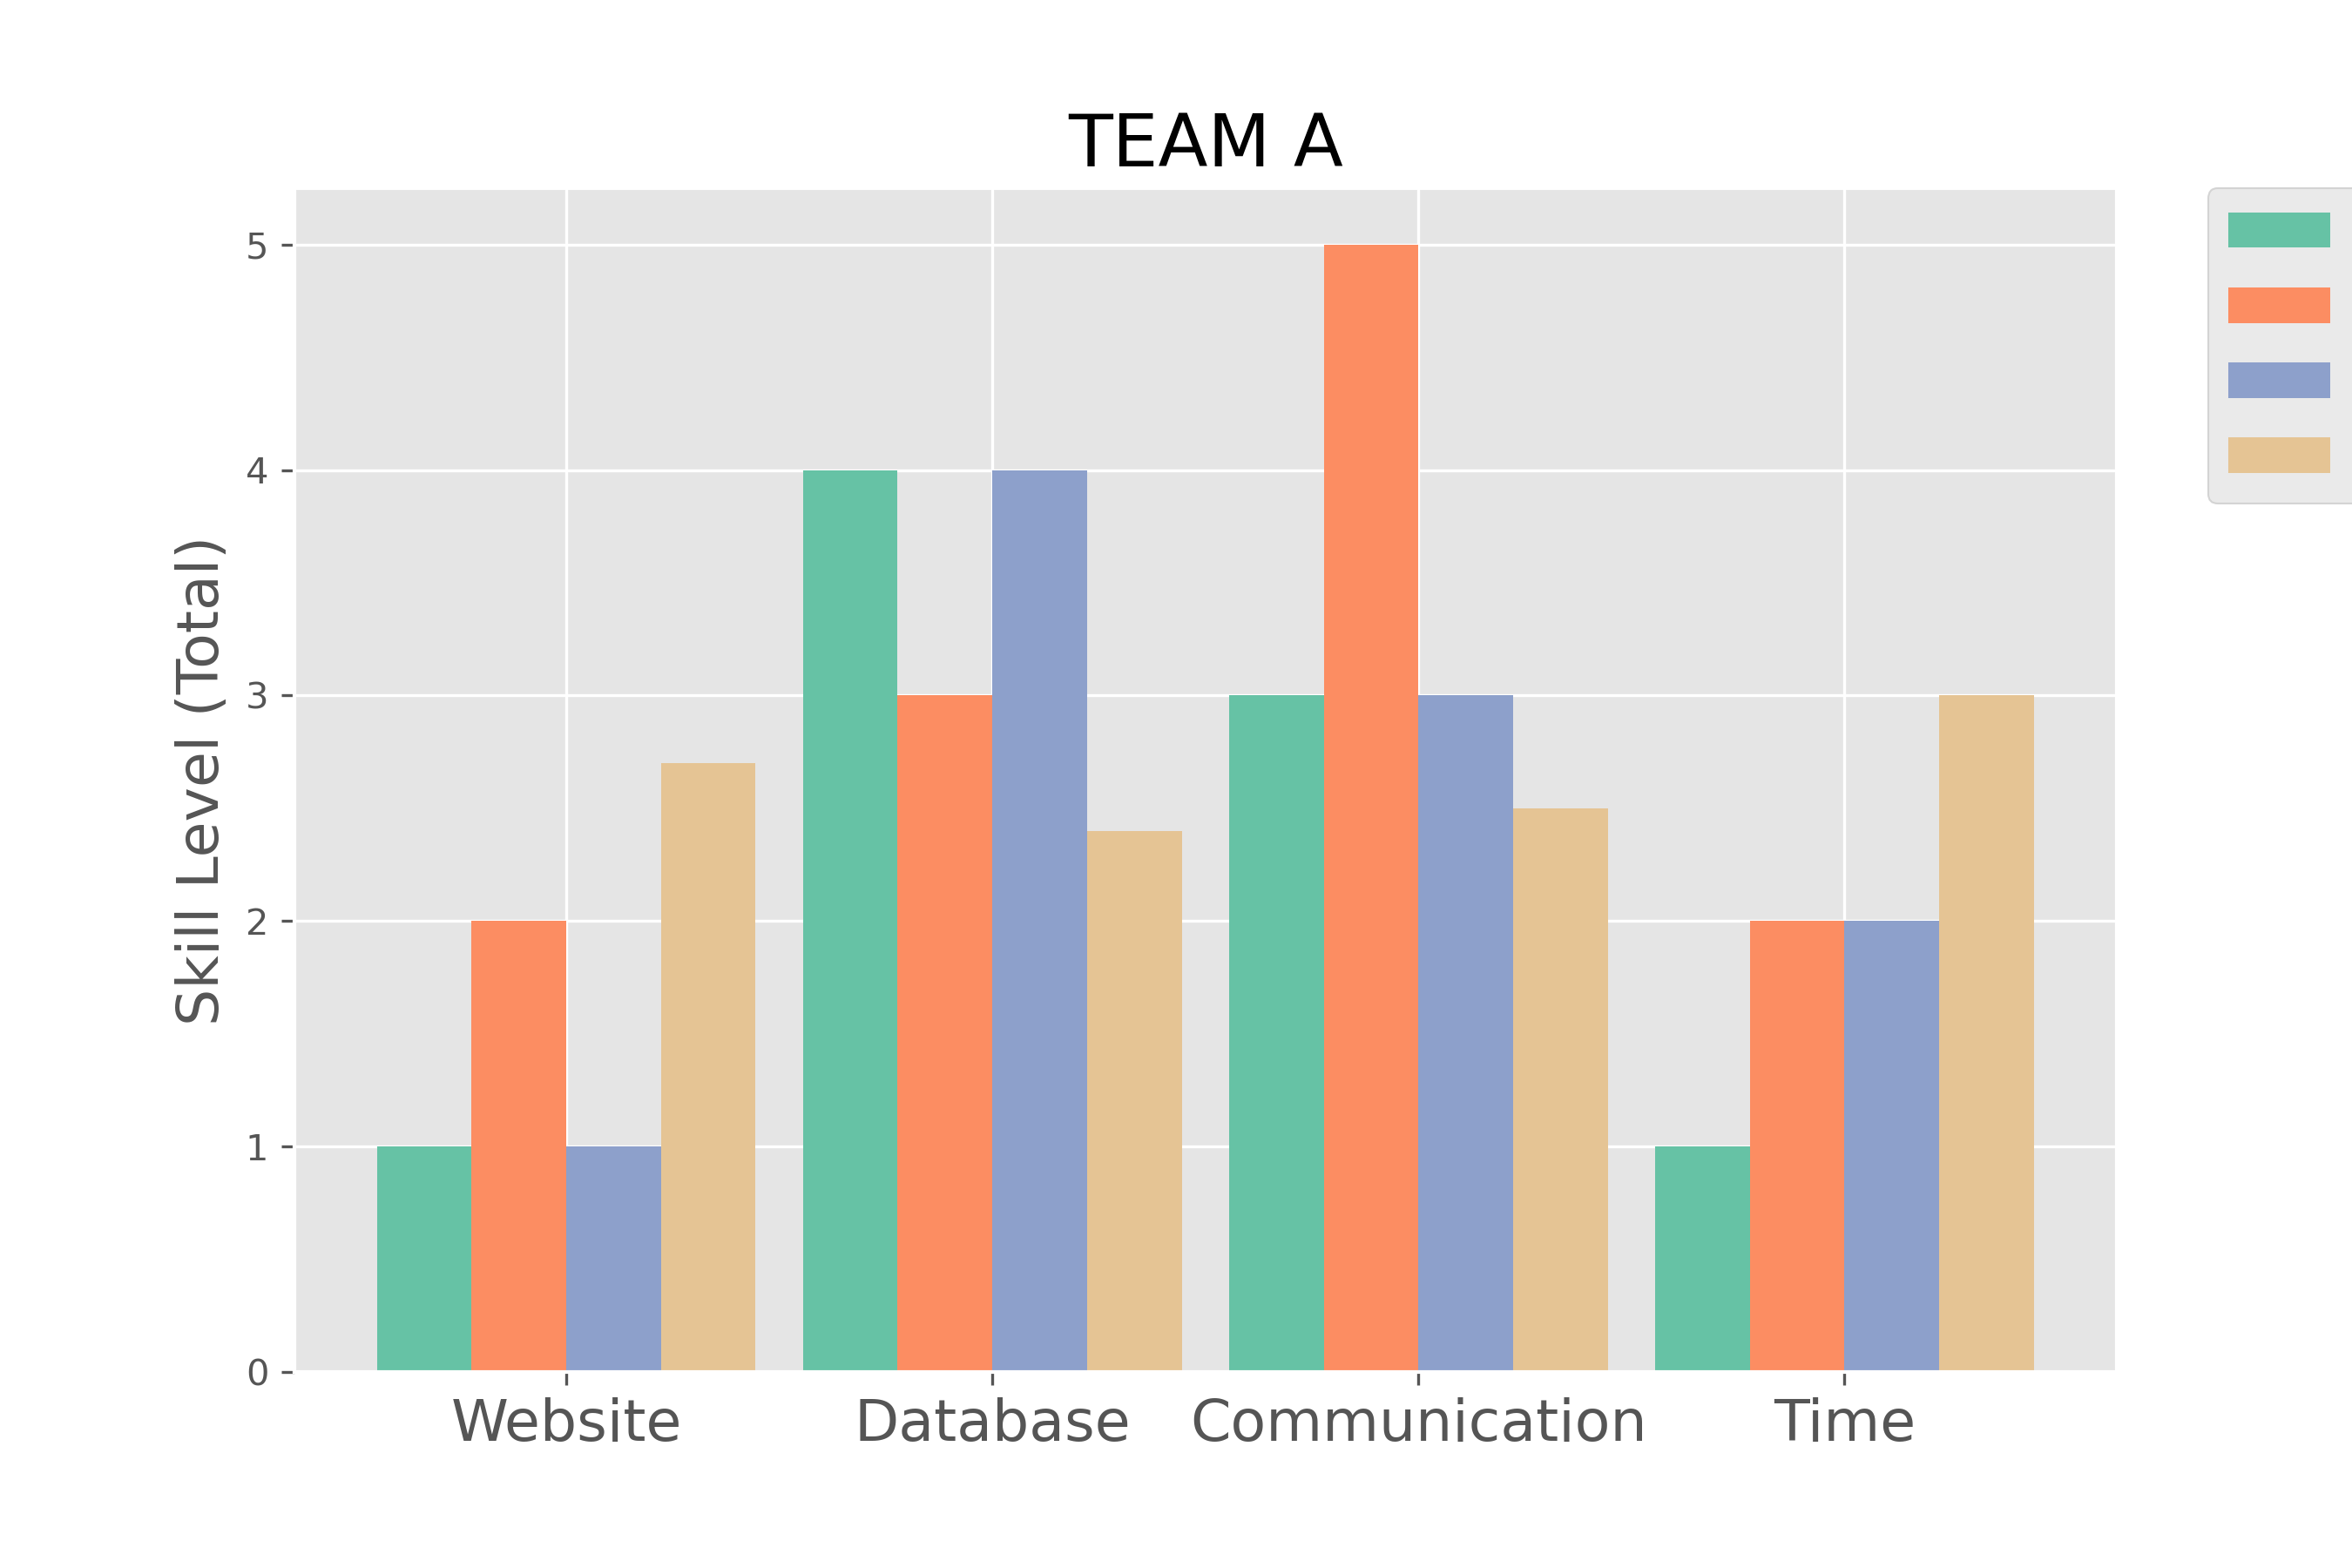 TEAM A
Skill Level (Total)
5
4
3
2
1
0
Website
Database
Communication
Time